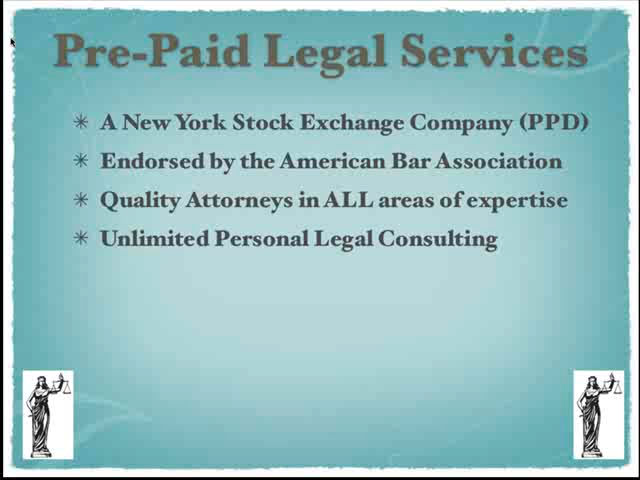 Pre-Paid Legal Services
A New York Stock Exchange Company (PPD)
Endorsed by the American Bar Association
Quality Attorneys in ALL areas of expertise
Unlimited Personal Legal Consulting